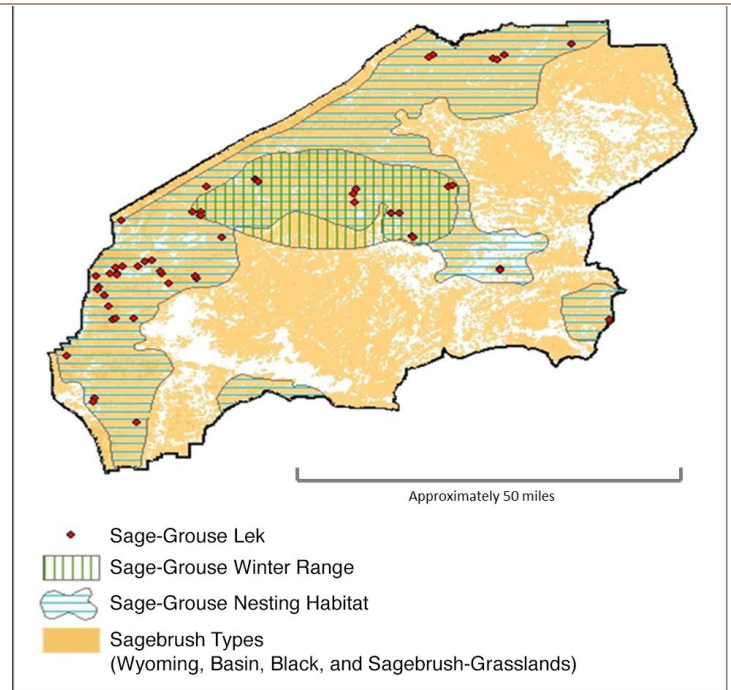 Approximately 50 miles
Sage-Grouse Lek
Sage-Grouse Winter Range
Sage-Grouse Nesting Habitat
Sagebrush Types
(Wyoming, Basin, Black, and Sagebrush-Grasslands)